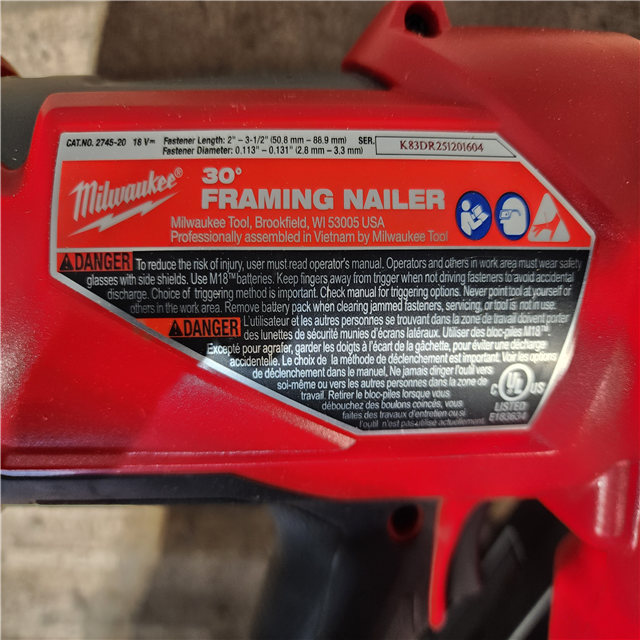 CAT.NO. 2745-20 18 V⎓ Fastener Length: 2" – 3-1/2" (50.8 mm – 88.9 mm) SER. K83DR251201604
Fastener Diameter: 0.113" – 0.131" (2.8 mm – 3.3 mm)
Milwaukee®
30°
FRAMING NAILER
Milwaukee Tool, Brookfield, WI 53005 USA
Professionally assembled in Vietnam by Milwaukee Tool
DANGER To reduce the risk of injury, user must read operator's manual. Operators and others in work area must wear safety
glasses with side shields. Use M18™ batteries. Keep fingers away from trigger when not driving fasteners to avoid accidental
discharge. Choice of triggering method is important. Check manual for triggering options. Never point tool at yourself or
others in the work area. Remove battery pack when clearing jammed fasteners, servicing, or tool is not in use.
DANGER L'utilisateur et les autres personnes se trouvant dans la zone de travail doivent porter
des lunettes de sécurité munies d'écrans latéraux. Utiliser des bloc-piles M18™.
Excepté pour agrafer, garder les doigts à l'écart de la gâchette, pour éviter une décharge
accidentelle. Le choix de la méthode de déclenchement est important. Voir les options
de déclenchement dans le manuel. Ne jamais diriger l'outil vers
soi-même ou vers les autres personnes dans la zone de
travail. Retirer le bloc-piles lorsque vous
débouchez des boulons coincés, vous
faites des travaux d'entretien ou si
l'outil n'est pas utilisé actuellement.
C UL US
LISTED
E183634